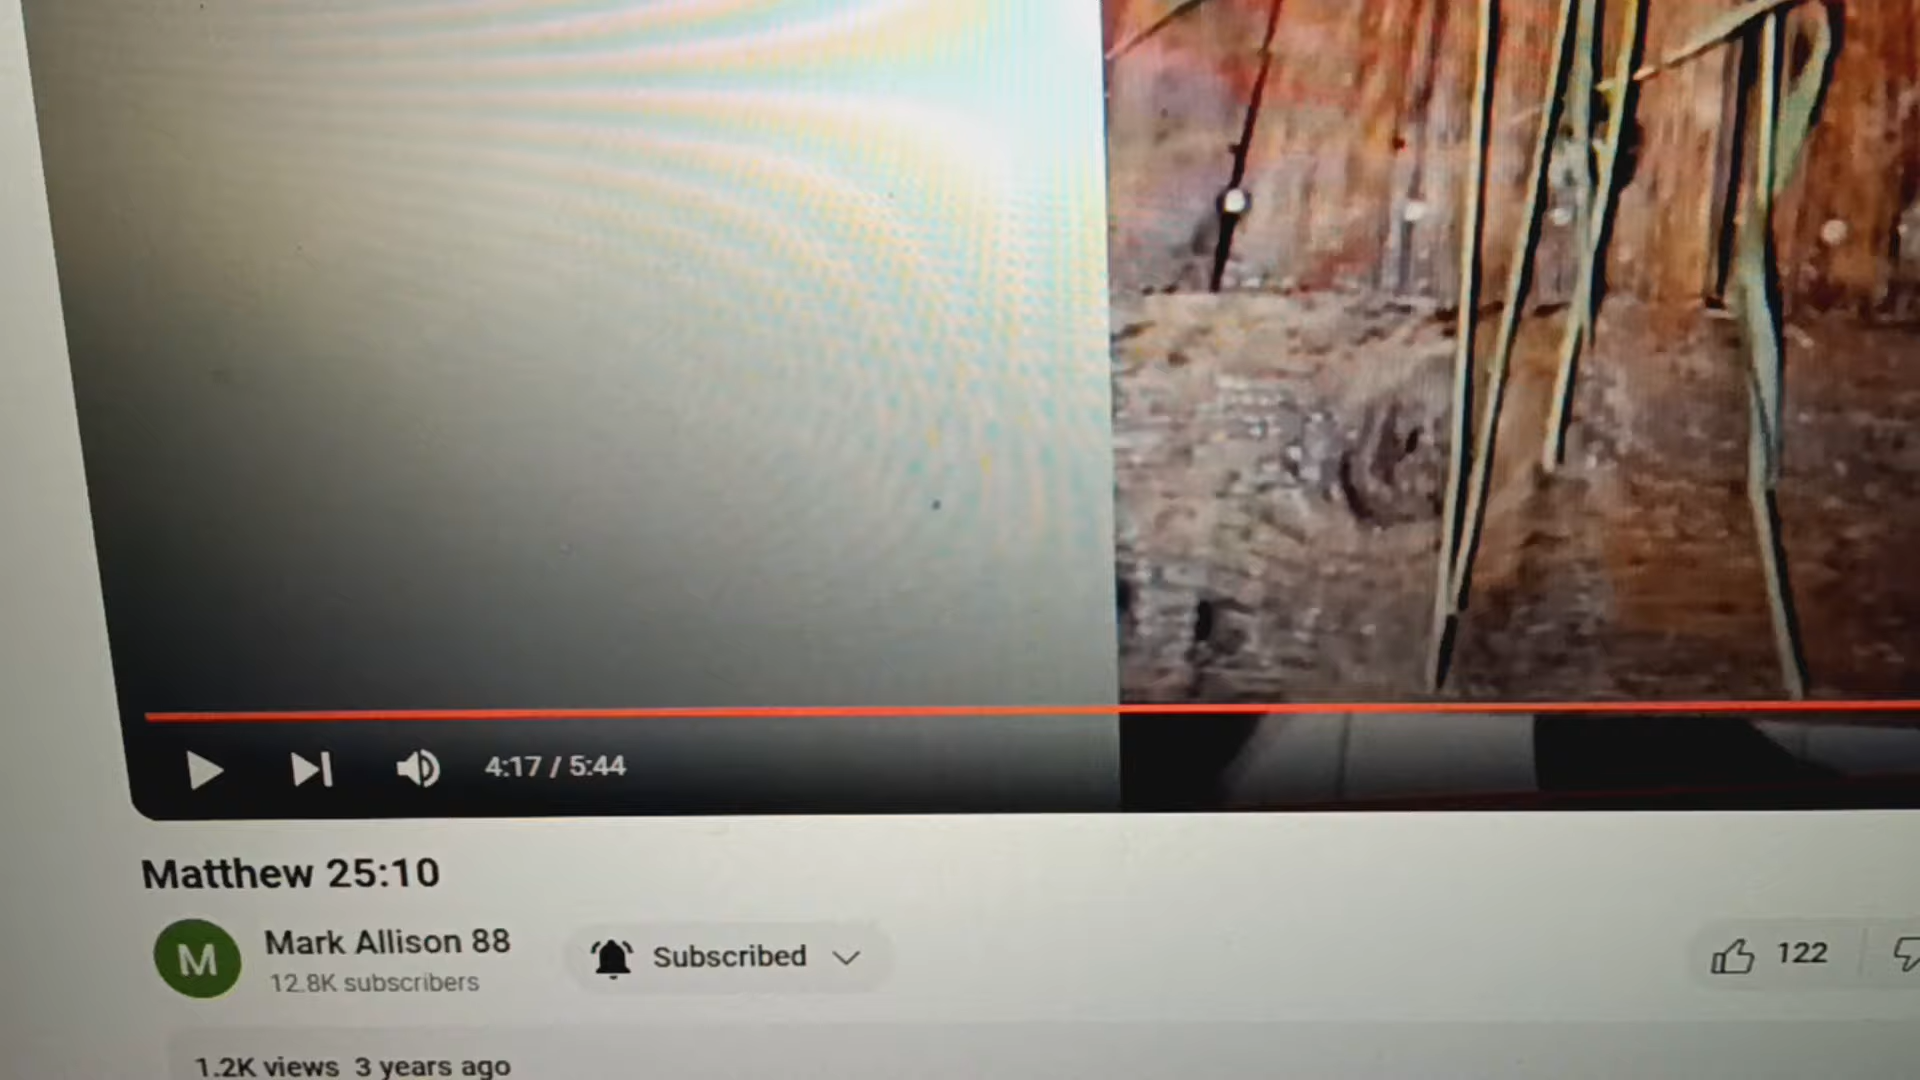 4:17 / 5:44
Matthew 25:10
M
Mark Allison 88
12.8K subscribers
Subscribed
122
1.2K views 3 years ago